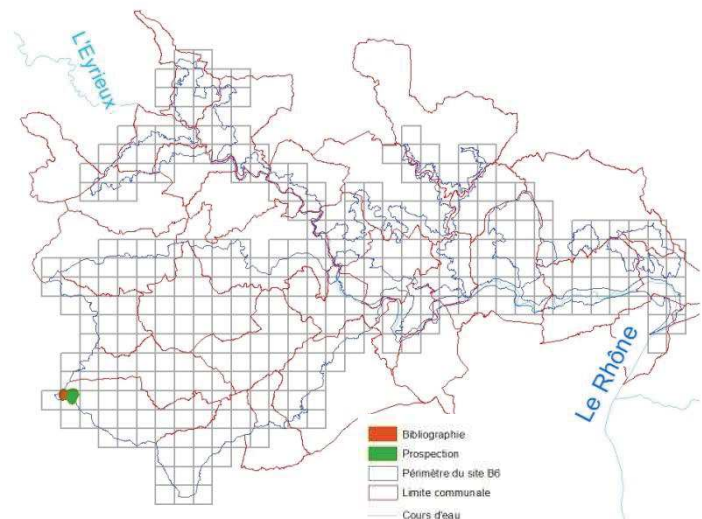 L'Eyrieux
Le Rhône
Bibliographie
Prospection
Périmètre du site B6
Limite communale
Cours d'eau